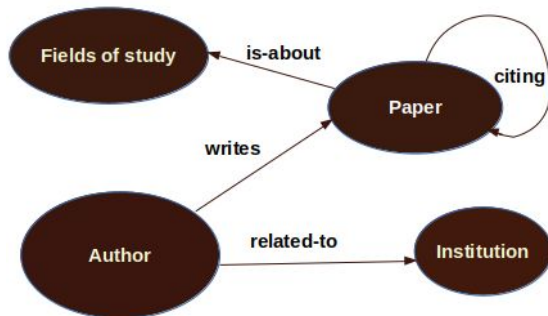 Fields of study
is-about
citing
Paper
writes
Author
related-to
Institution